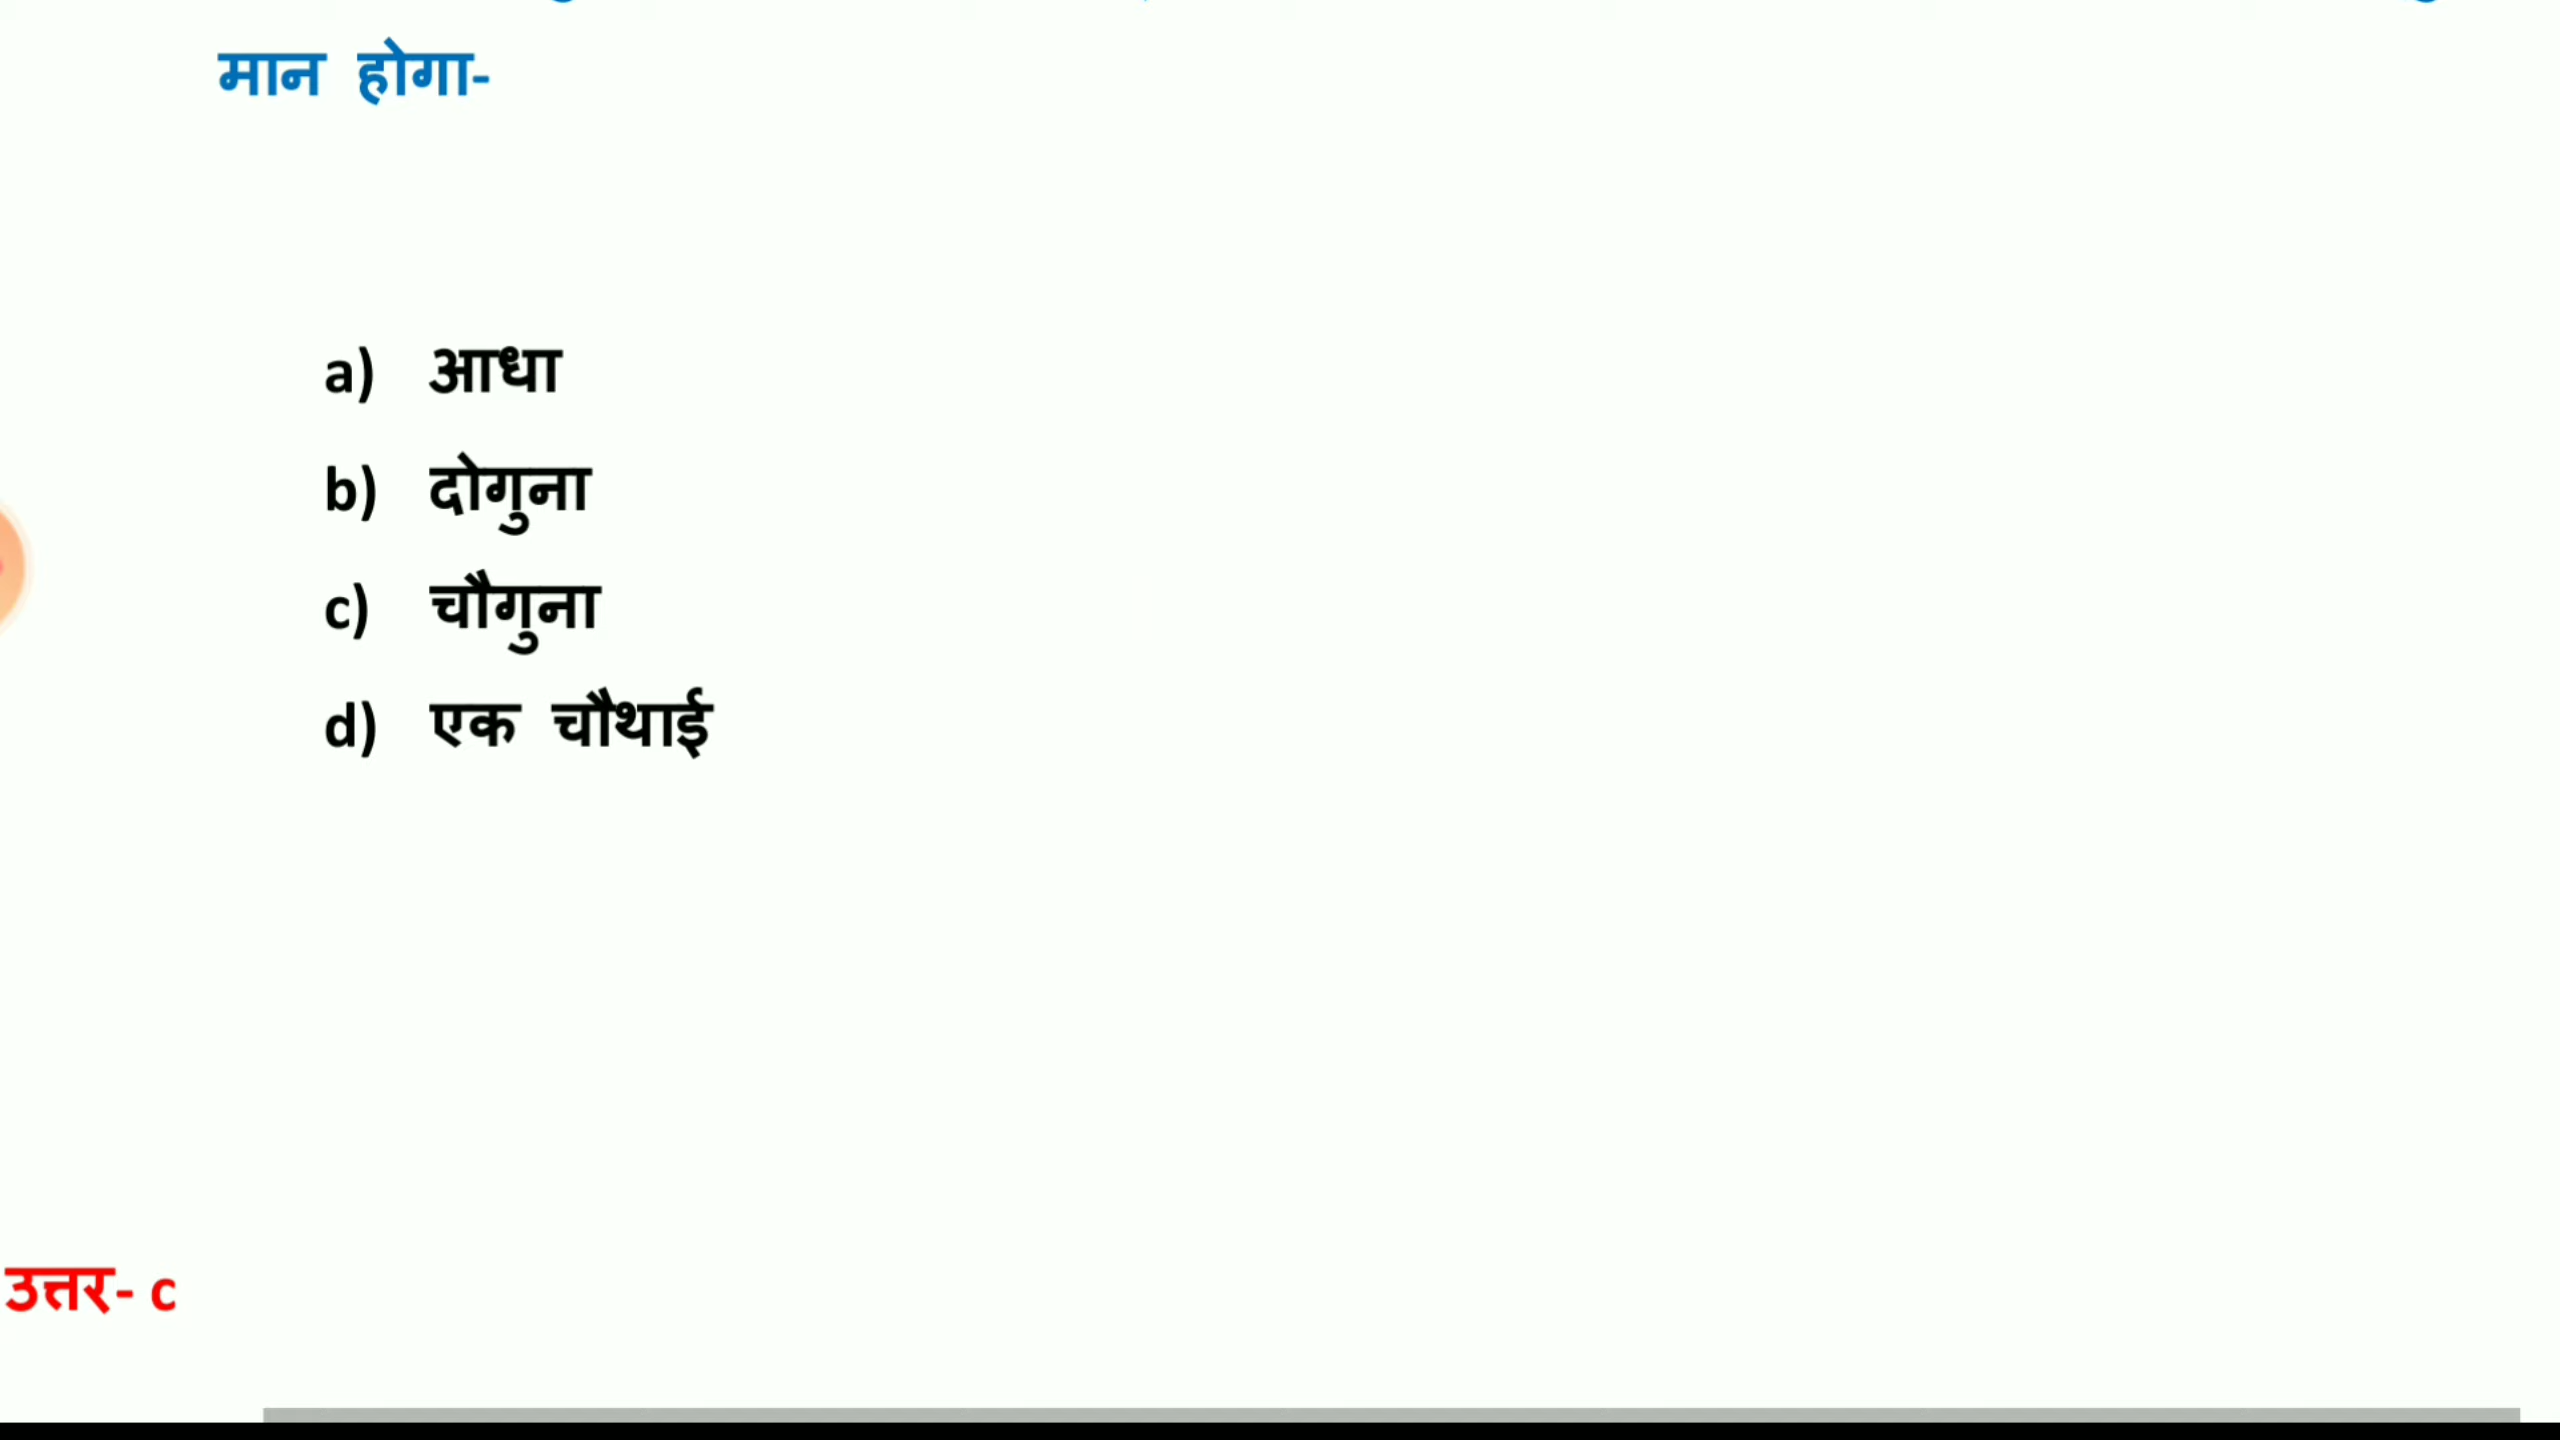 मान होगा-
a) आधा
b) दोगुना
c) चौगुना
d) एक चौथाई
उत्तर- c